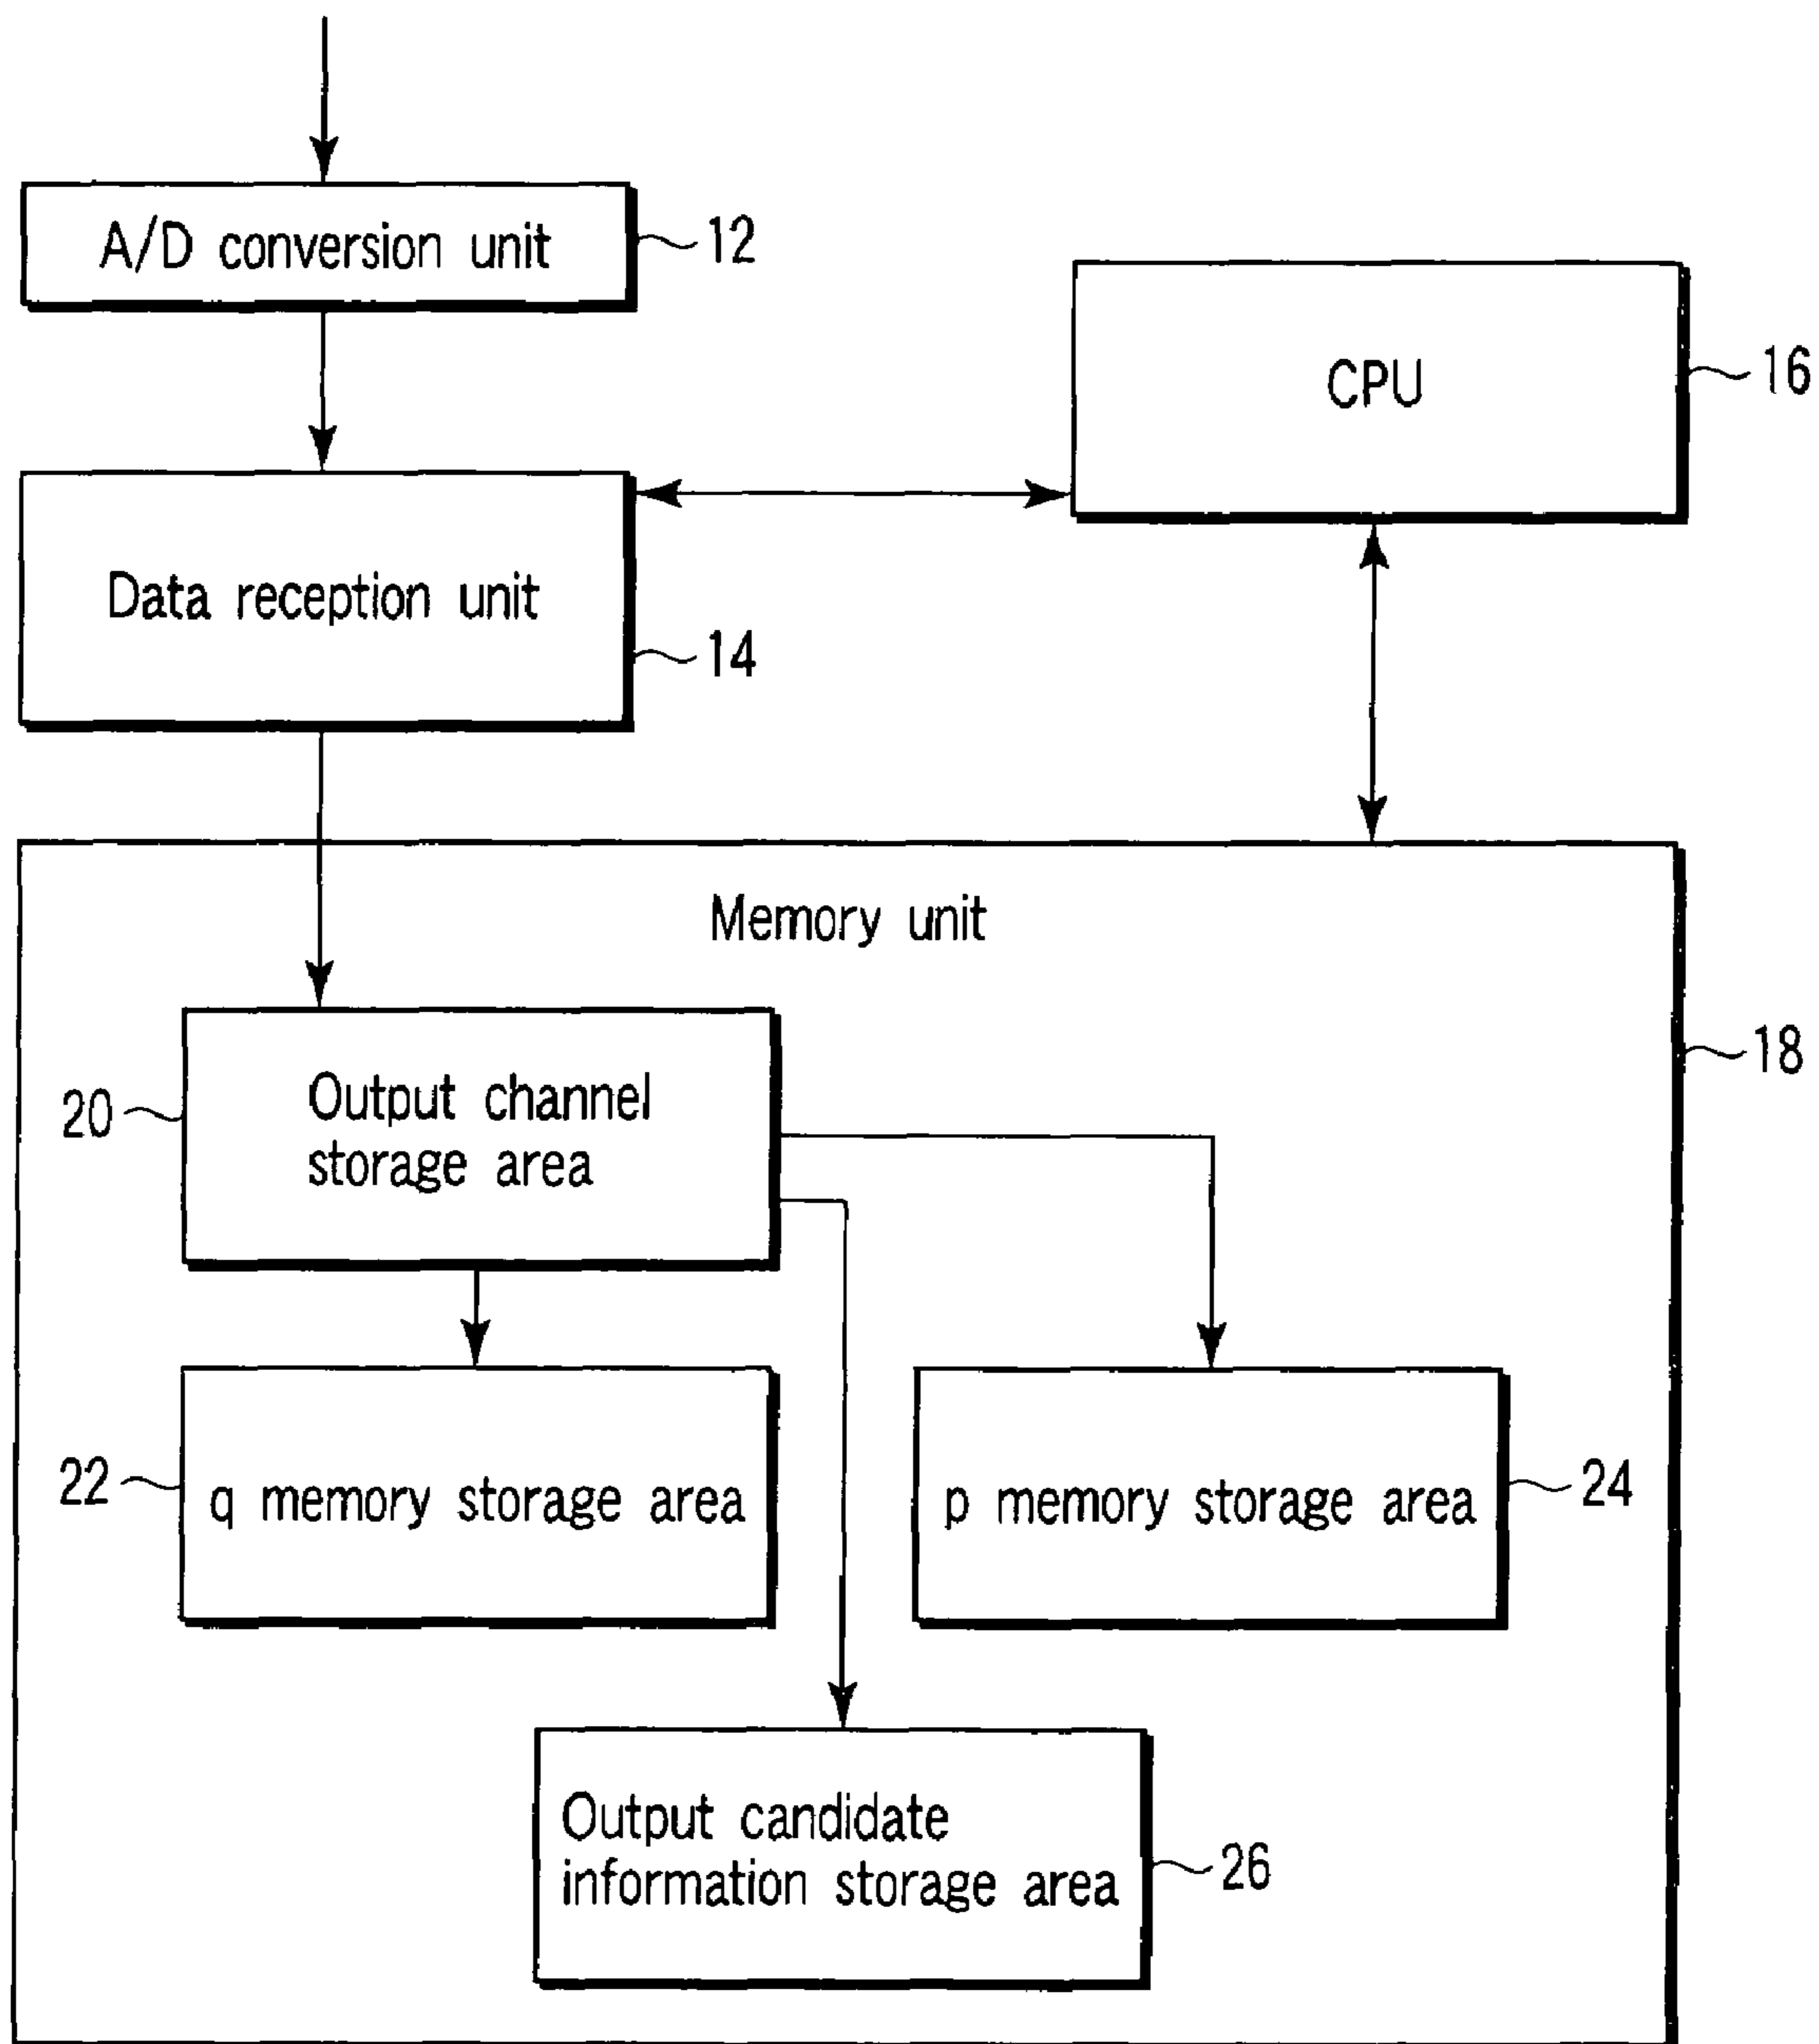 A/D conversion unit
12
CPU
16
Data reception unit
14
Memory unit
18
20
Output channel
storage area
22
q memory storage area
p memory storage area
24
Output candidate
information storage area
26